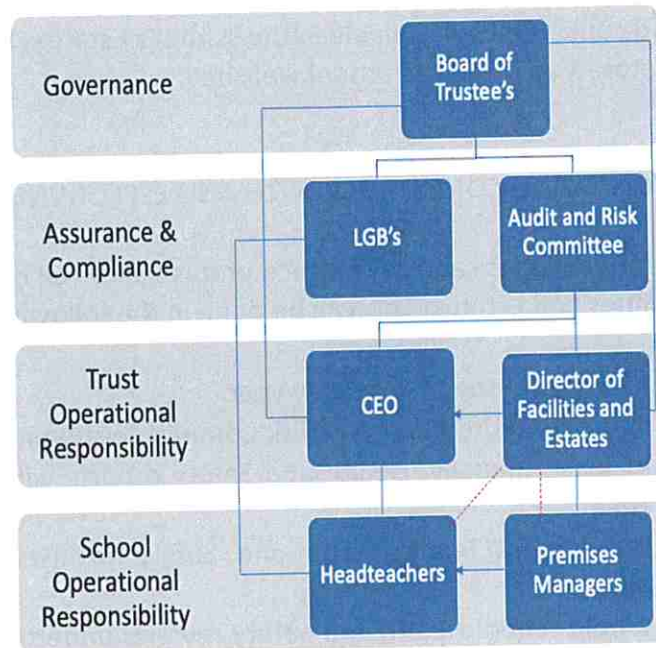 Governance
Board of
Trustee's
Assurance &
Compliance
LGB's
Audit and Risk
Committee
Trust
Operational
Responsibility
CEO
Director of
Facilities and
Estates
School
Operational
Responsibility
Headteachers
Premises
Managers